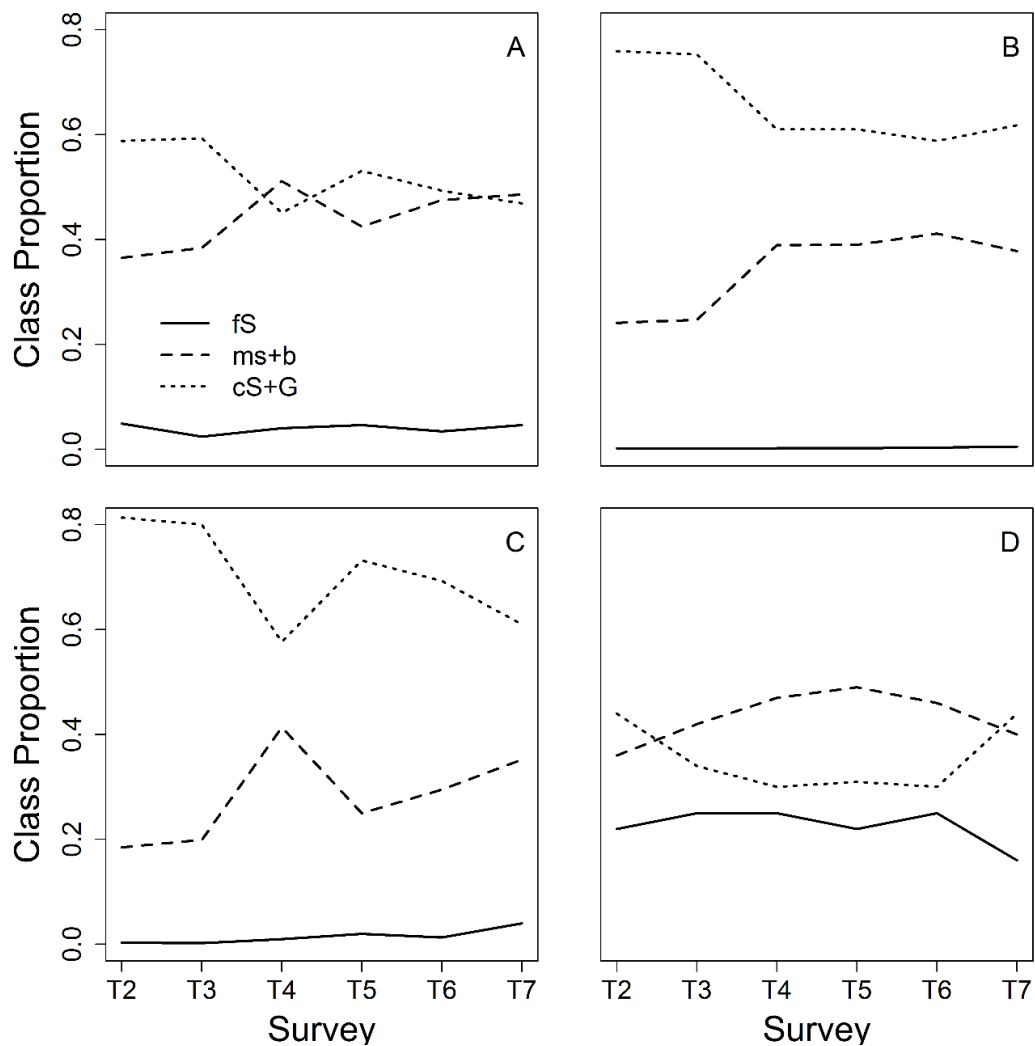 A
B
Class Proportion
0.8
0.6
0.4
0.2
0.0
fS
ms+b
cS+G
C
D
Class Proportion
0.8
0.6
0.4
0.2
0.0
T2 T3 T4 T5 T6 T7
T2 T3 T4 T5 T6 T7
Survey
Survey